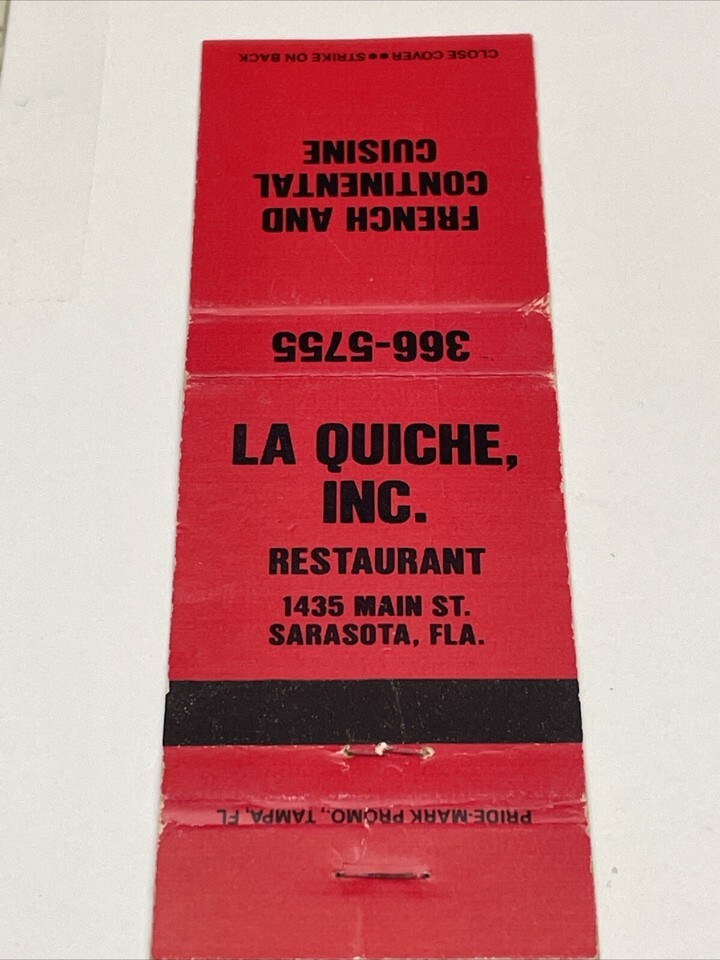 CLOSE COVER●●STRIKE ON BACK
FRENCH AND
CONTINENTAL
CUISINE
366-5755
LA QUICHE,
INC.
RESTAURANT
1435 MAIN ST.
SARASOTA, FLA.
PRIDE-MARK PROMO., TAMPA, FL